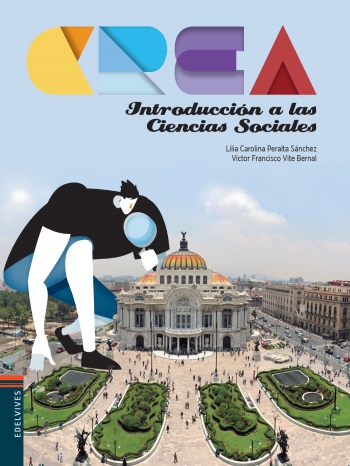 CREA
Introducción a las
Ciencias Sociales
Lilia Carolina Peralta Sánchez
Víctor Francisco Vite Bernal
EDELVIVES